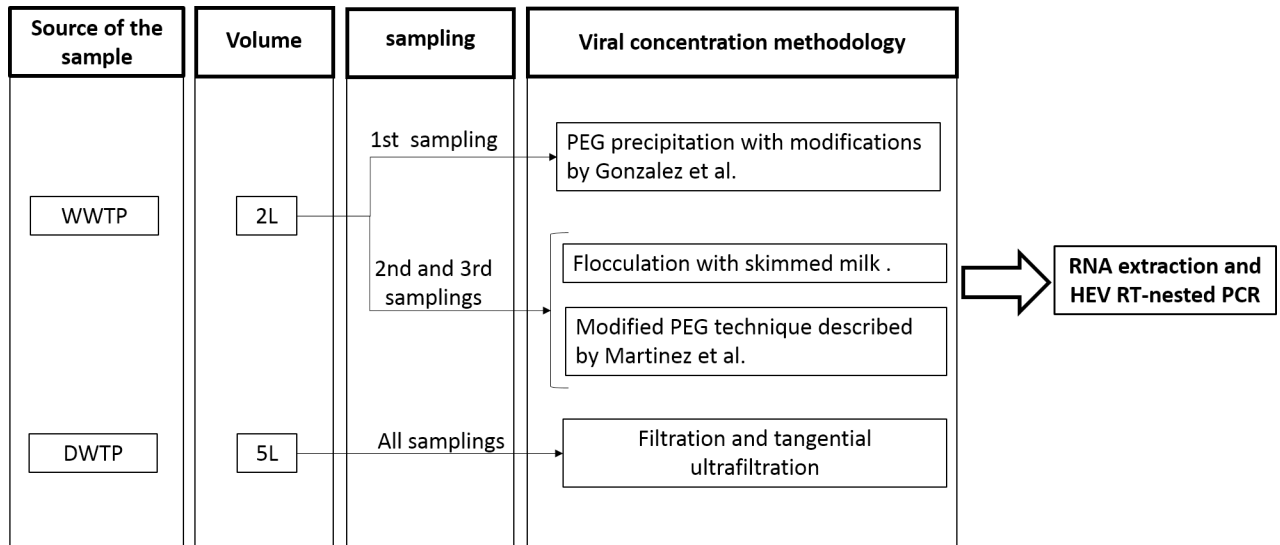 Source of the
sample
Volume
sampling
Viral concentration methodology
1st sampling
PEG precipitation with modifications
by Gonzalez et al.
WWTP
2L
2nd and 3rd
samplings
Flocculation with skimmed milk .
Modified PEG technique described
by Martinez et al.
RNA extraction and
HEV RT-nested PCR
DWTP
5L
All samplings
Filtration and tangential
ultrafiltration